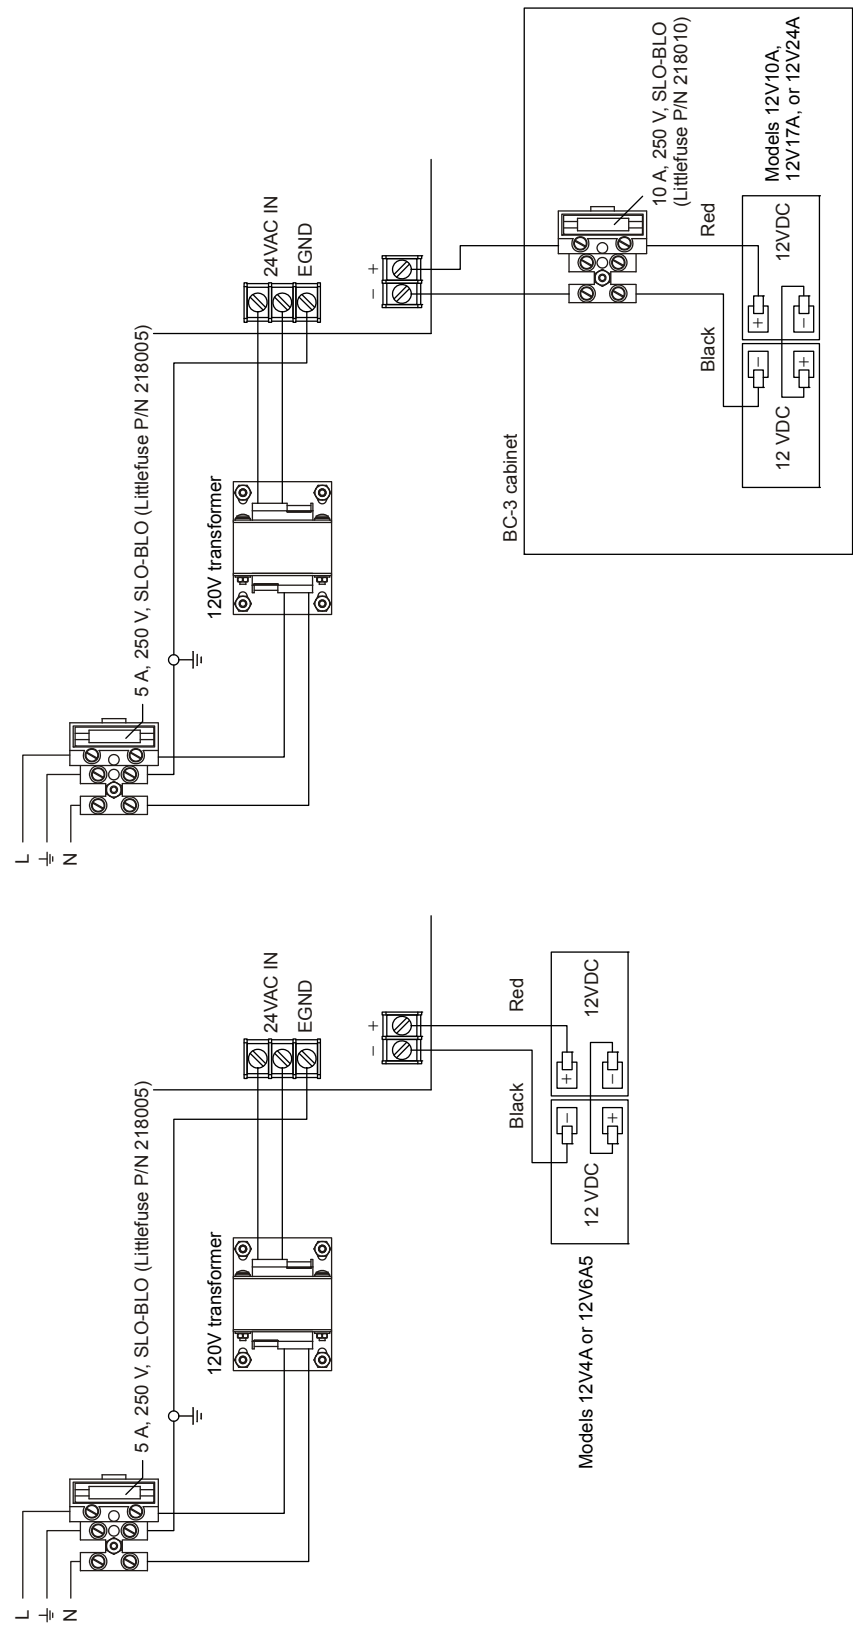 L
N
5 A, 250 V, SLO-BLO (Littlefuse P/N 218005)
120V transformer
24VAC IN
EGND
− +
Black
Red
−
+
+
−
12 VDC
12VDC
Models 12V4A or 12V6A5
L
N
5 A, 250 V, SLO-BLO (Littlefuse P/N 218005)
120V transformer
24VAC IN
EGND
− +
BC-3 cabinet
10 A, 250 V, SLO-BLO
(Littlefuse P/N 218010)
Black
Red
−
+
+
−
12 VDC
12VDC
Models 12V10A,
12V17A, or 12V24A